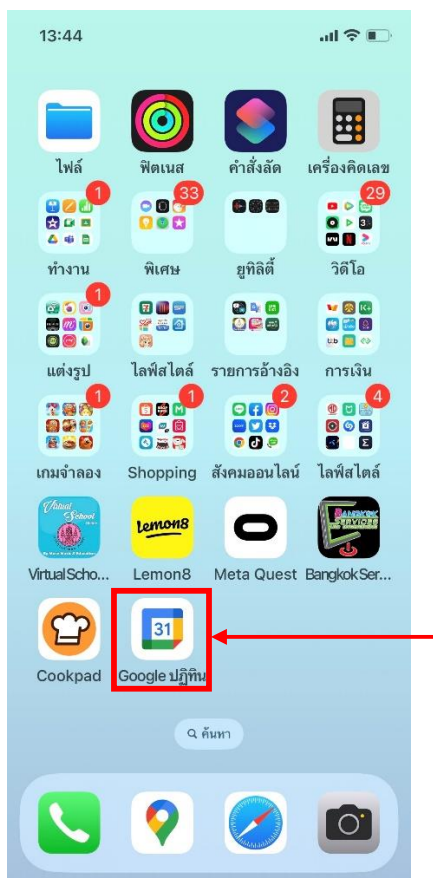 13:44
ไฟล์ ฟิตเนส คำสั่งลัด เครื่องคิดเลข
1 33 29
ทำงาน พิเศษ ยูทิลิตี้ วิดีโอ
1
แต่งรูป ไลฟ์สไตล์ รายการอ้างอิง การเงิน
1 1 2 4
เกมจำลอง Shopping สังคมออนไลน์ ไลฟ์สไตล์
Virtual
School
lemon8
BANGKOK
SERVICES
VirtualScho... Lemon8 Meta Quest BangkokSer...
31
Cookpad Google ปฏิทิน
ค้นหา